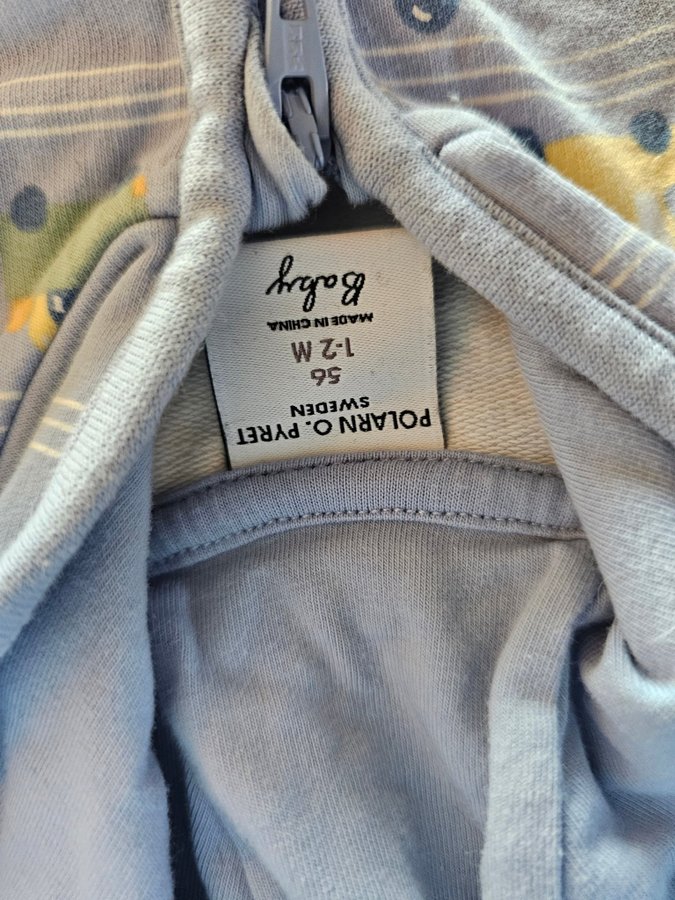 POLARN O. PYRET
SWEDEN
56
1-2 M
MADE IN CHINA
Baby